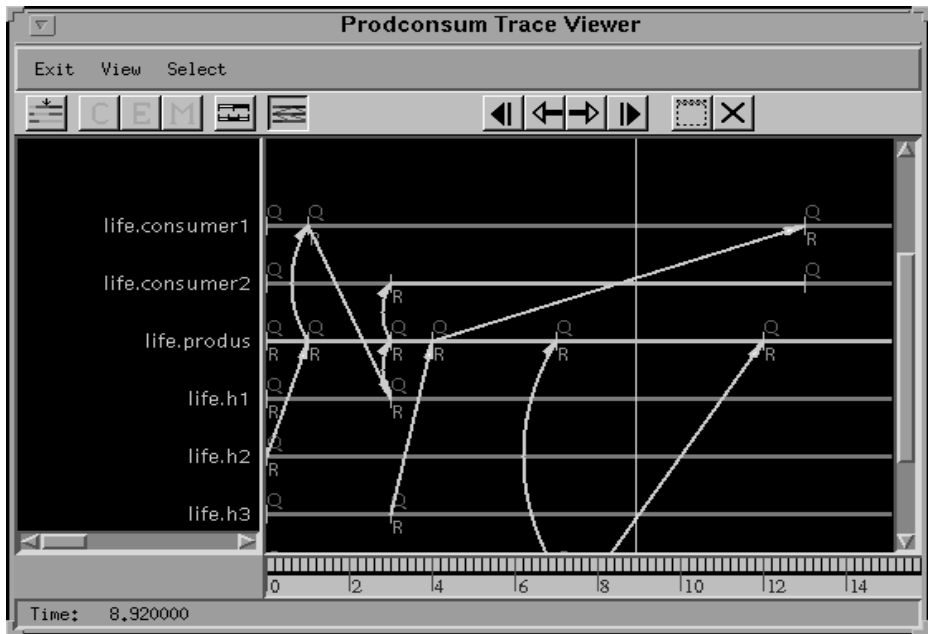 Prodconsum Trace Viewer
Exit View Select
C E M
Q Q Q
life.consumer1
R R
Q Q
life.consumer2
R
Q Q Q Q Q Q
life.produs
R R R R R R
Q Q
life.h1
R R
Q
life.h2
R
Q Q
life.h3
R
Q
0 2 4 6 8 10 12 14
Time: 8.920000